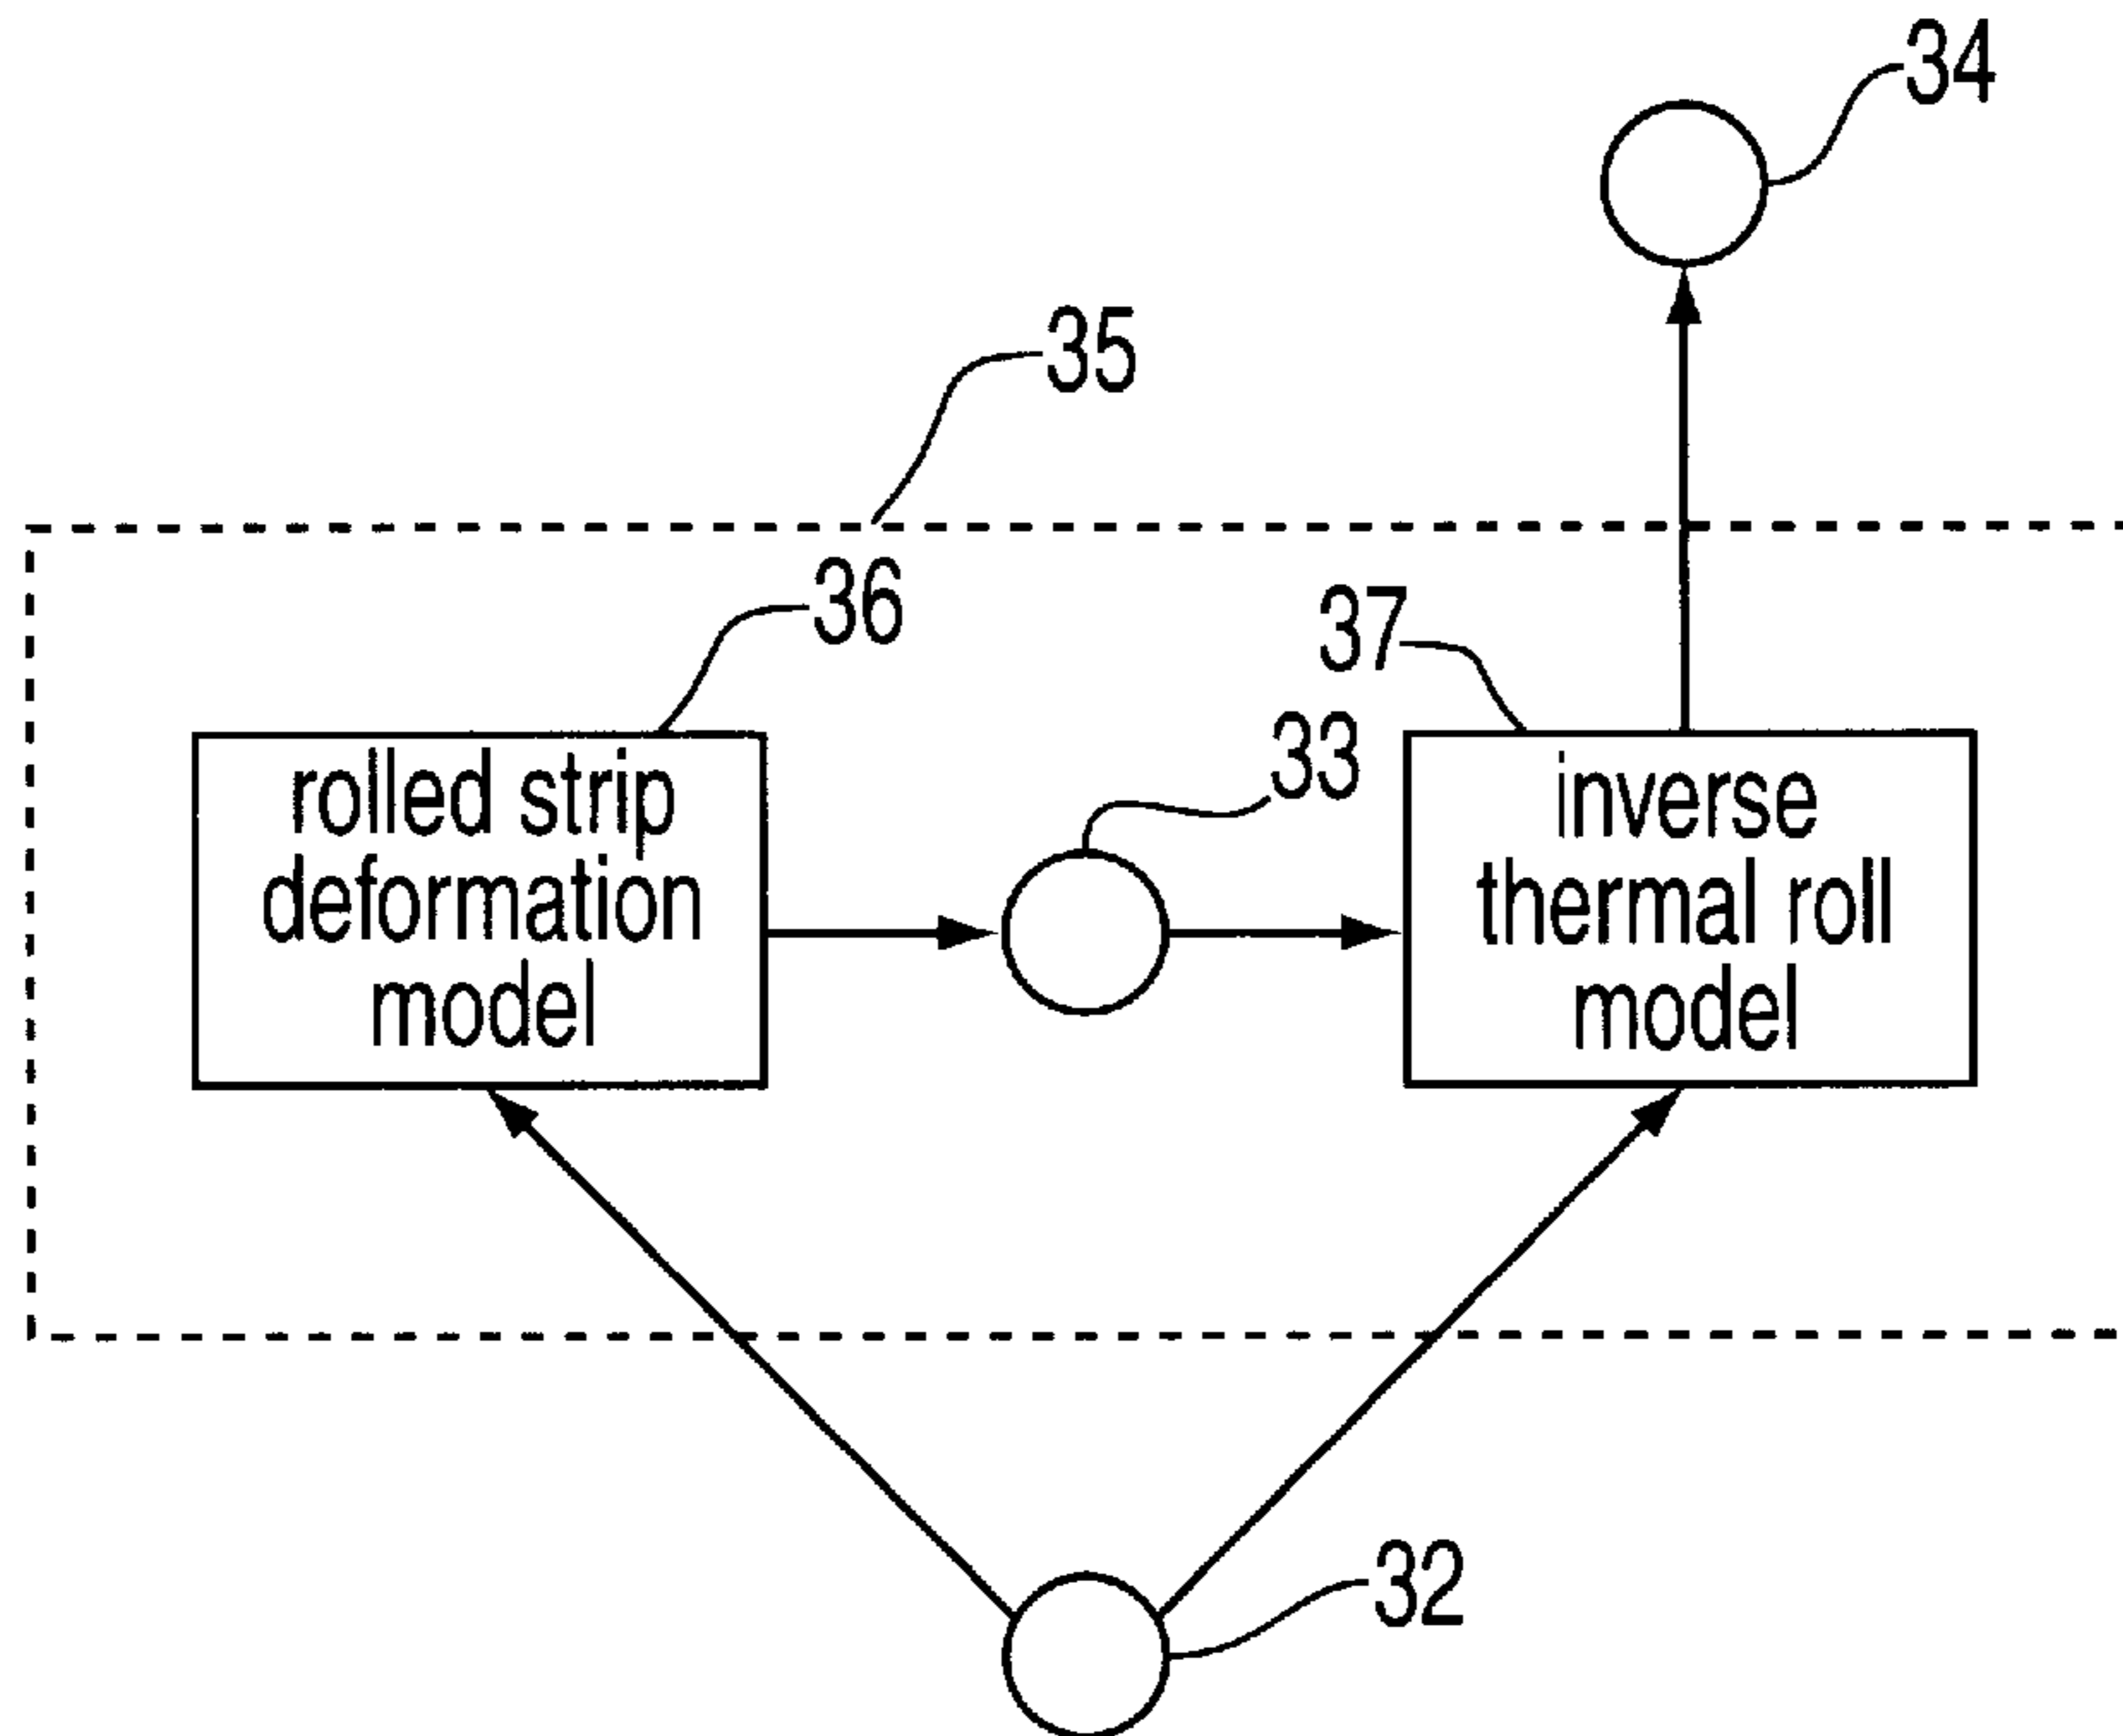 34
35
36
37
33
rolled strip
deformation
model
inverse
thermal roll
model
32